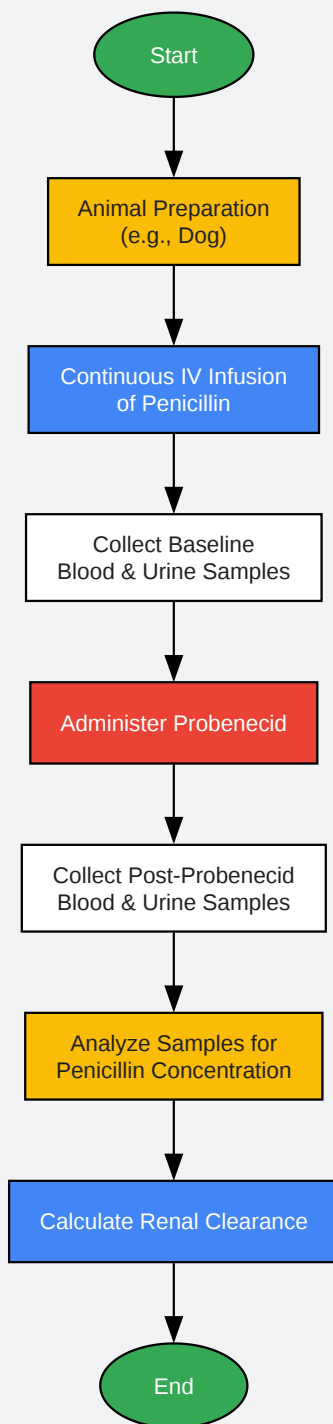 Start
Animal Preparation
(e.g., Dog)
Continuous IV Infusion
of Penicillin
Collect Baseline
Blood & Urine Samples
Administer Probenecid
Collect Post-Probenecid
Blood & Urine Samples
Analyze Samples for
Penicillin Concentration
Calculate Renal Clearance
End